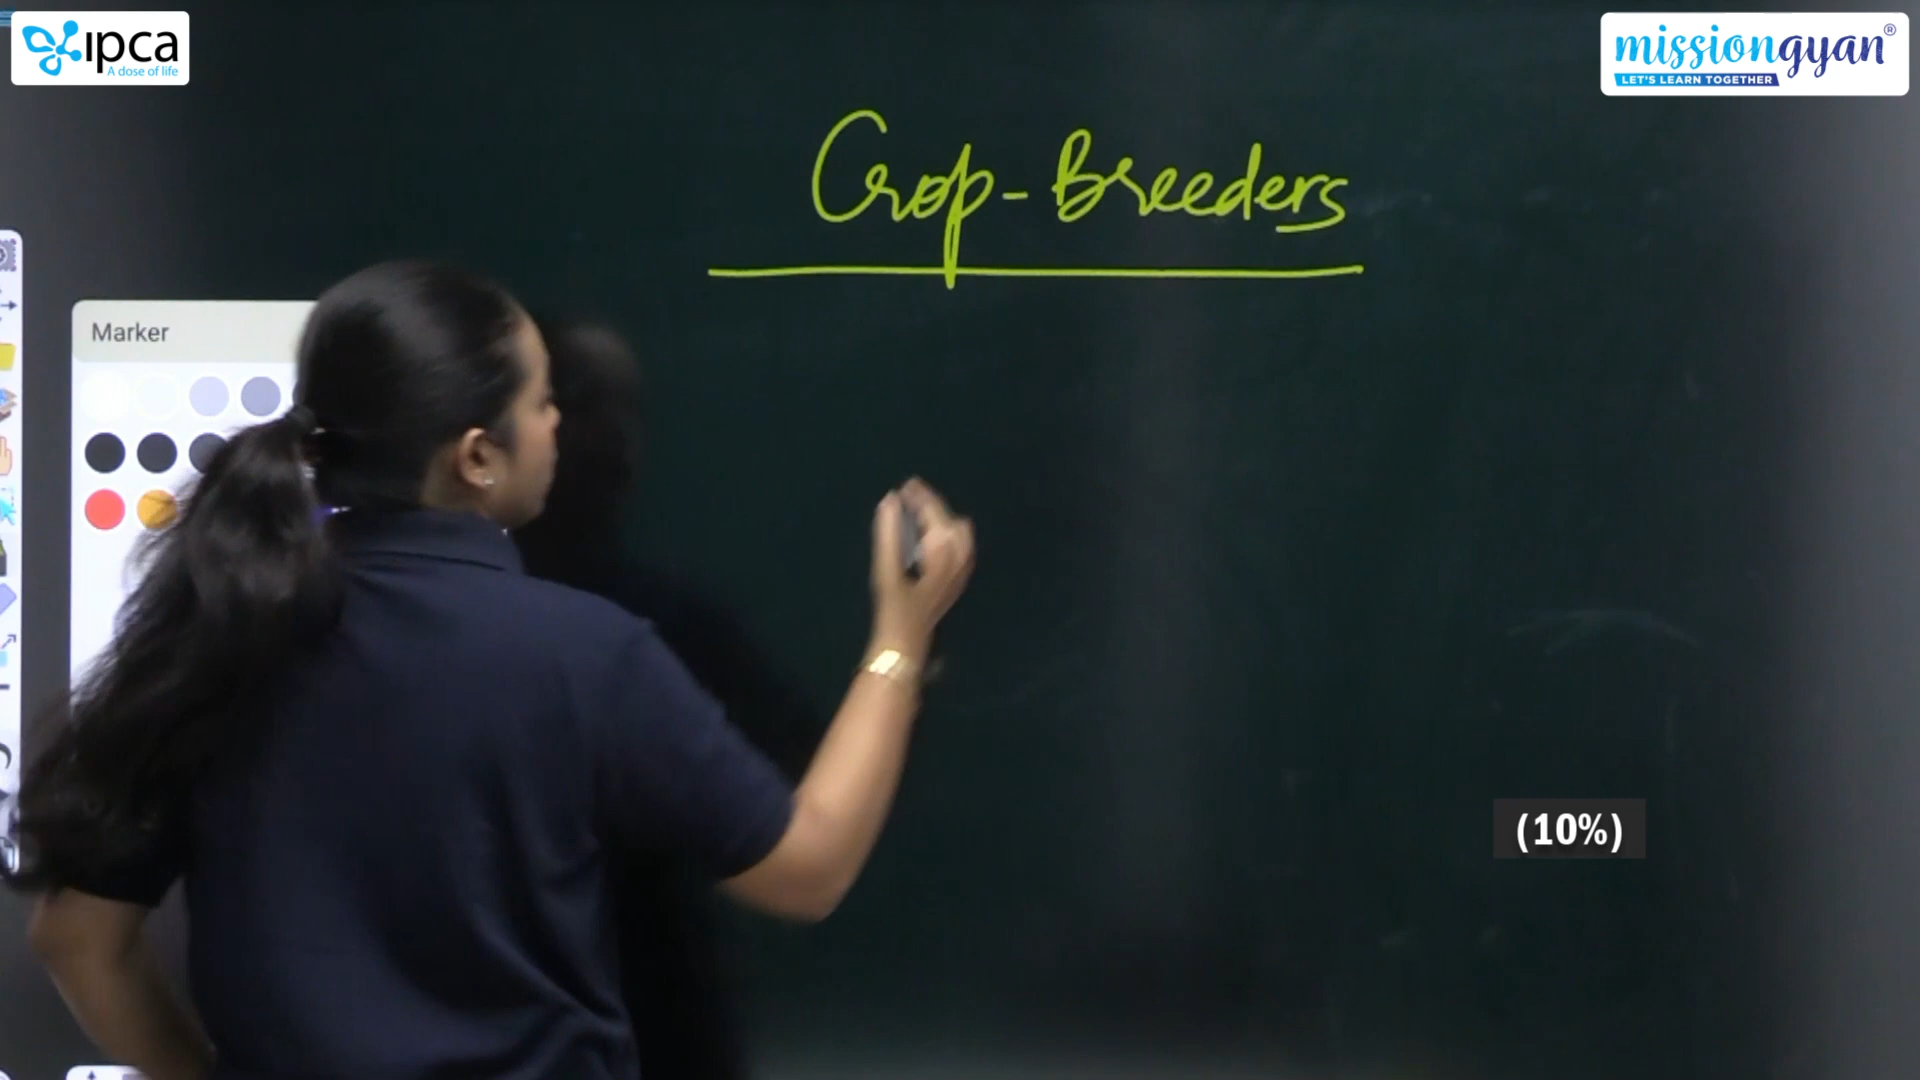 ipca
A dose of life
missiongyan®
LET'S LEARN TOGETHER
Crop-Breeders
Marker
(10%)